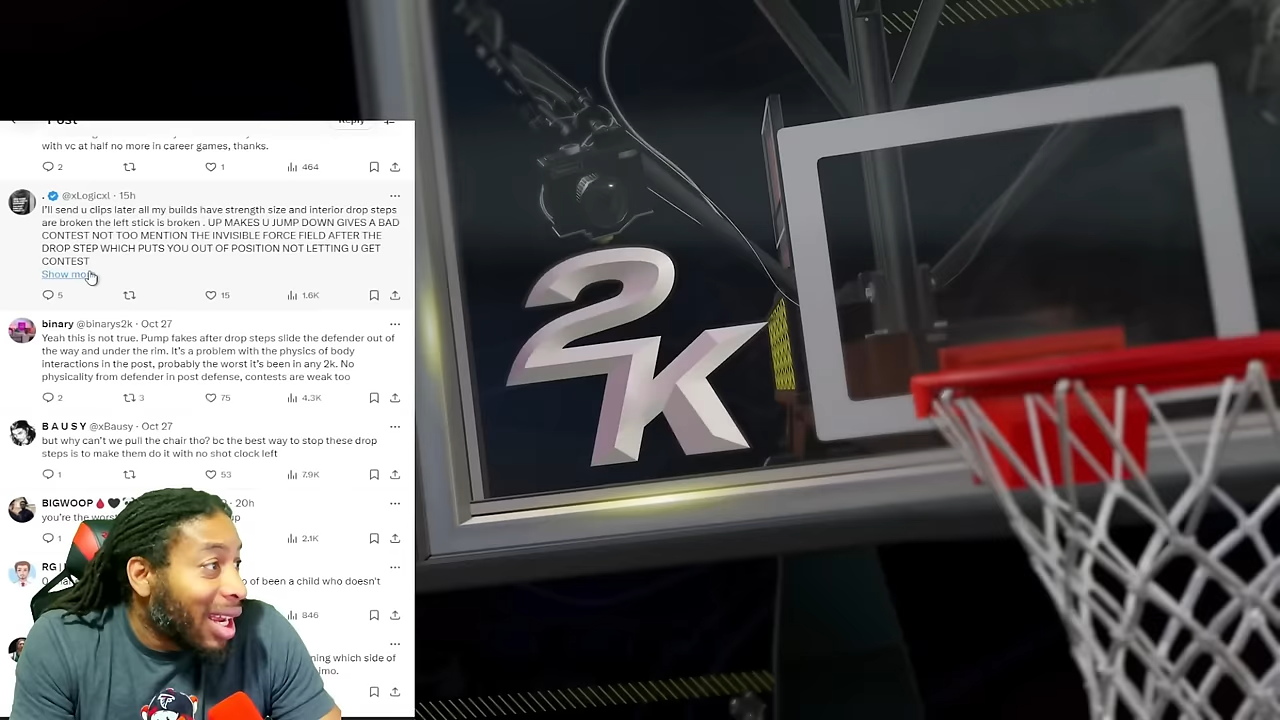 Post
Reply
with vc at half no more in career games, thanks.
2
1
464
. @xLogicxl · 15h
I'll send u clips later all my builds have strength size and interior drop steps
are broken the left stick is broken . UP MAKES U JUMP DOWN GIVES A BAD
CONTEST NOT TOO MENTION THE INVISIBLE FORCE FIELD AFTER THE
DROP STEP WHICH PUTS YOU OUT OF POSITION NOT LETTING U GET
CONTEST
Show more
5
15
1.6K
binary @binarys2k · Oct 27
Yeah this is not true. Pump fakes after drop steps slide the defender out of
the way and under the rim. It's a problem with the physics of body
interactions in the post, probably the worst it's been in any 2k. No
physicality from defender in post defense, contests are weak too
2
3
75
4.3K
B A U S Y @xBausy · Oct 27
but why can't we pull the chair tho? bc the best way to stop these drop
steps is to make them do it with no shot clock left
1
53
7.9K
BIGWOOP · 20h
you're the
1
2.1K
RG
of been a child who doesn't
846
which side of
2K